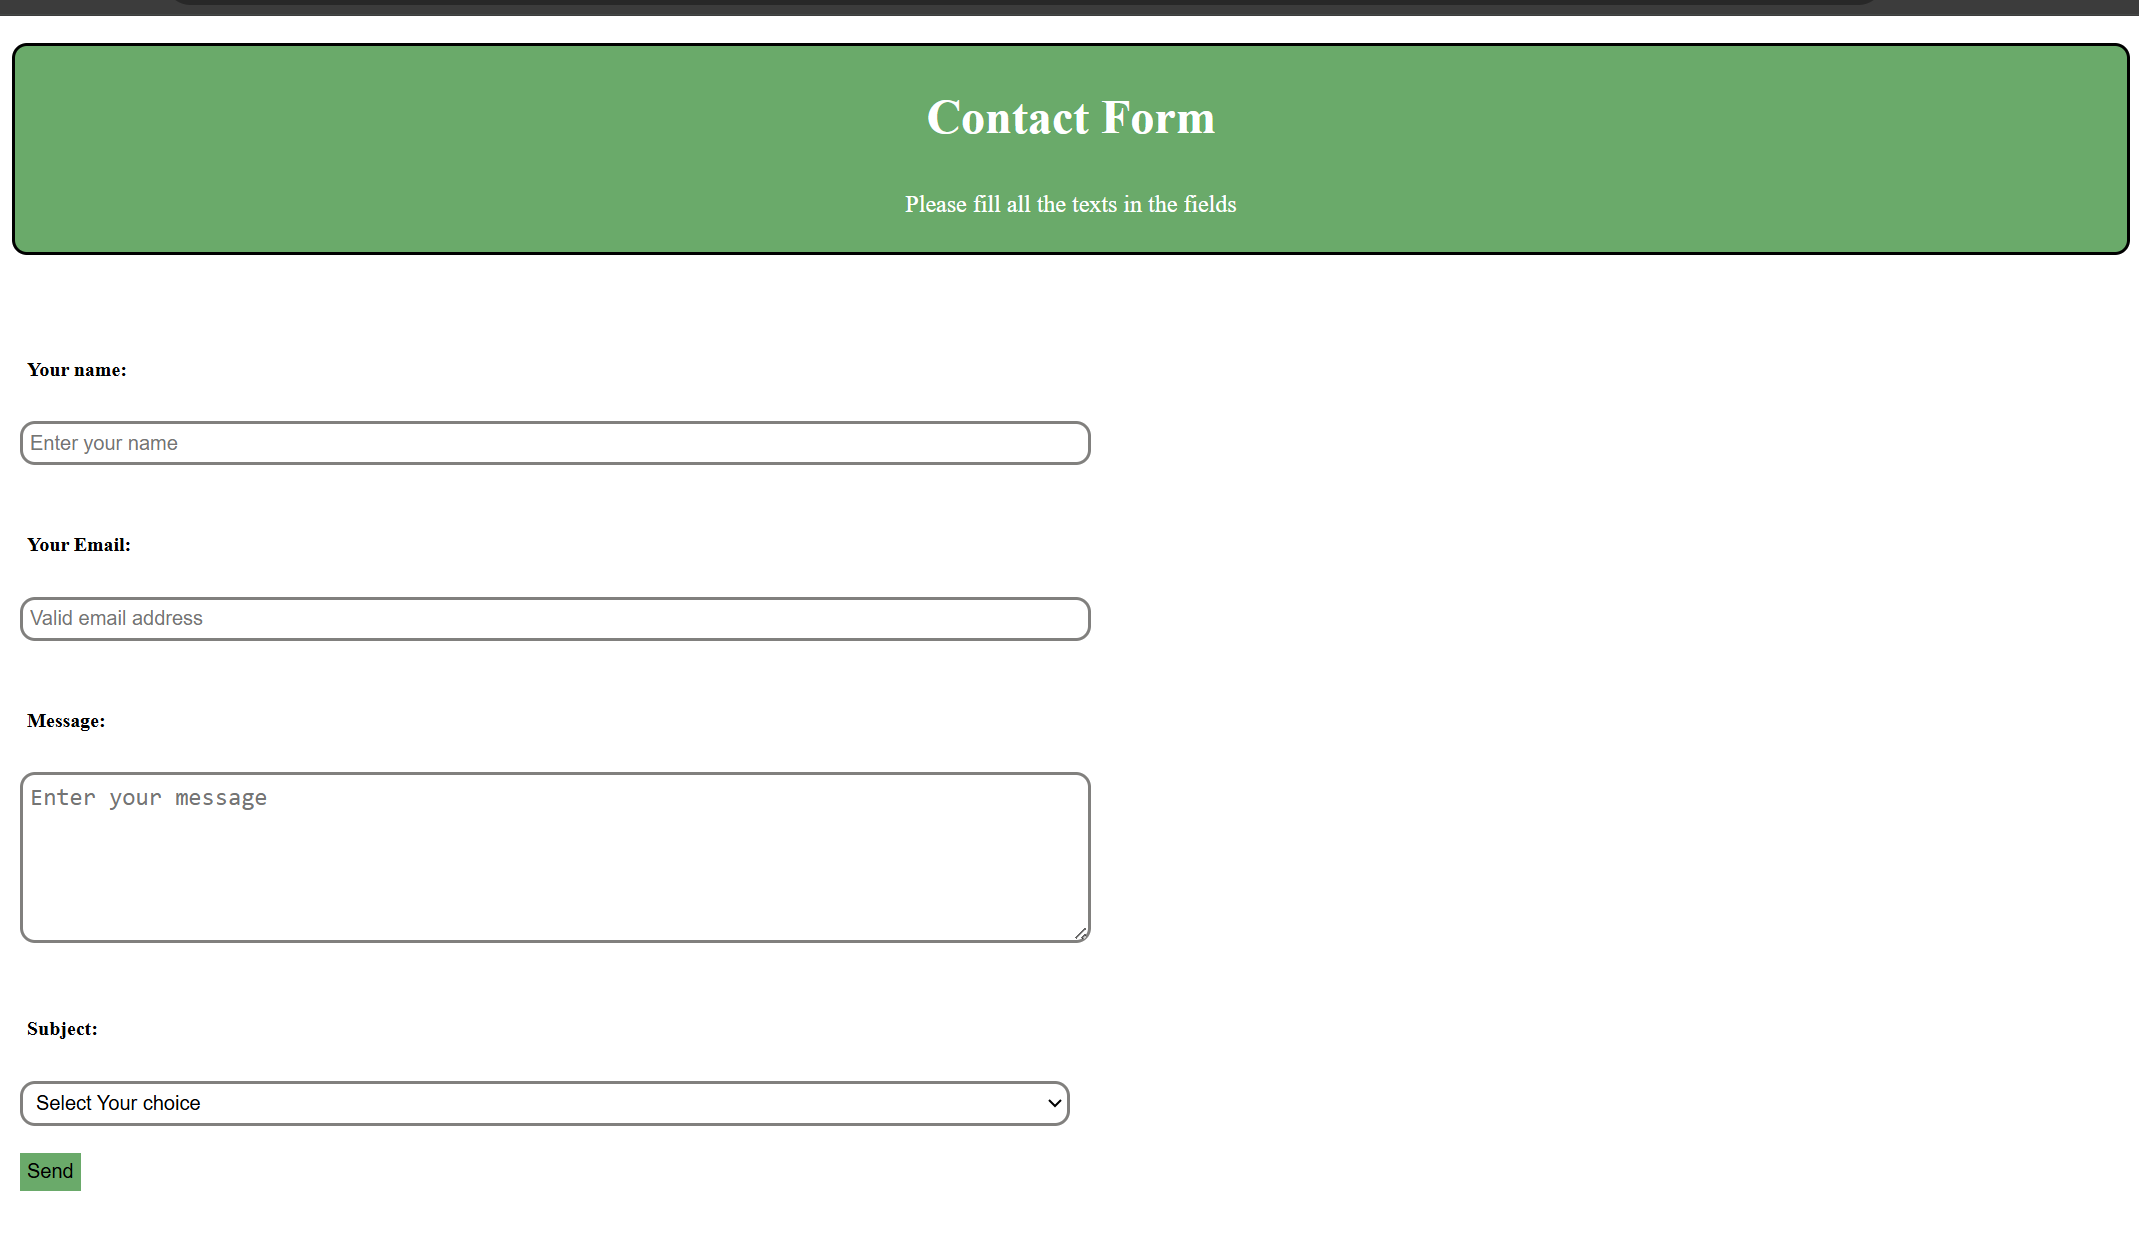 Contact Form
Please fill all the texts in the fields
Your name:
Enter your name
Your Email:
Valid email address
Message:
Enter your message
Subject:
Select Your choice
Send